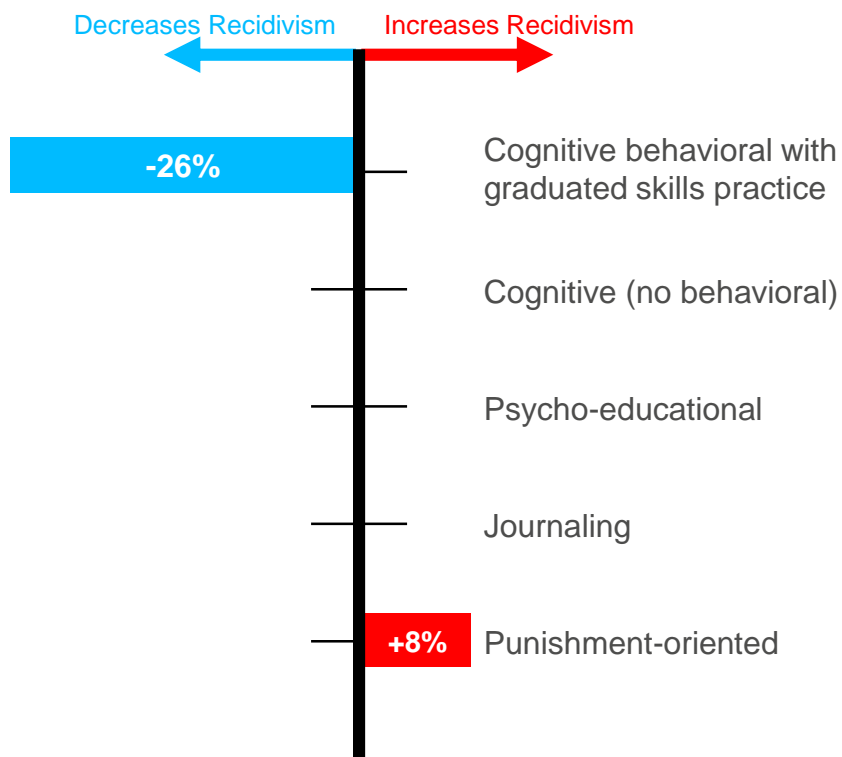 Decreases Recidivism
Increases Recidivism
-26%
Cognitive behavioral with
graduated skills practice
Cognitive (no behavioral)
Psycho-educational
Journaling
+8%
Punishment-oriented